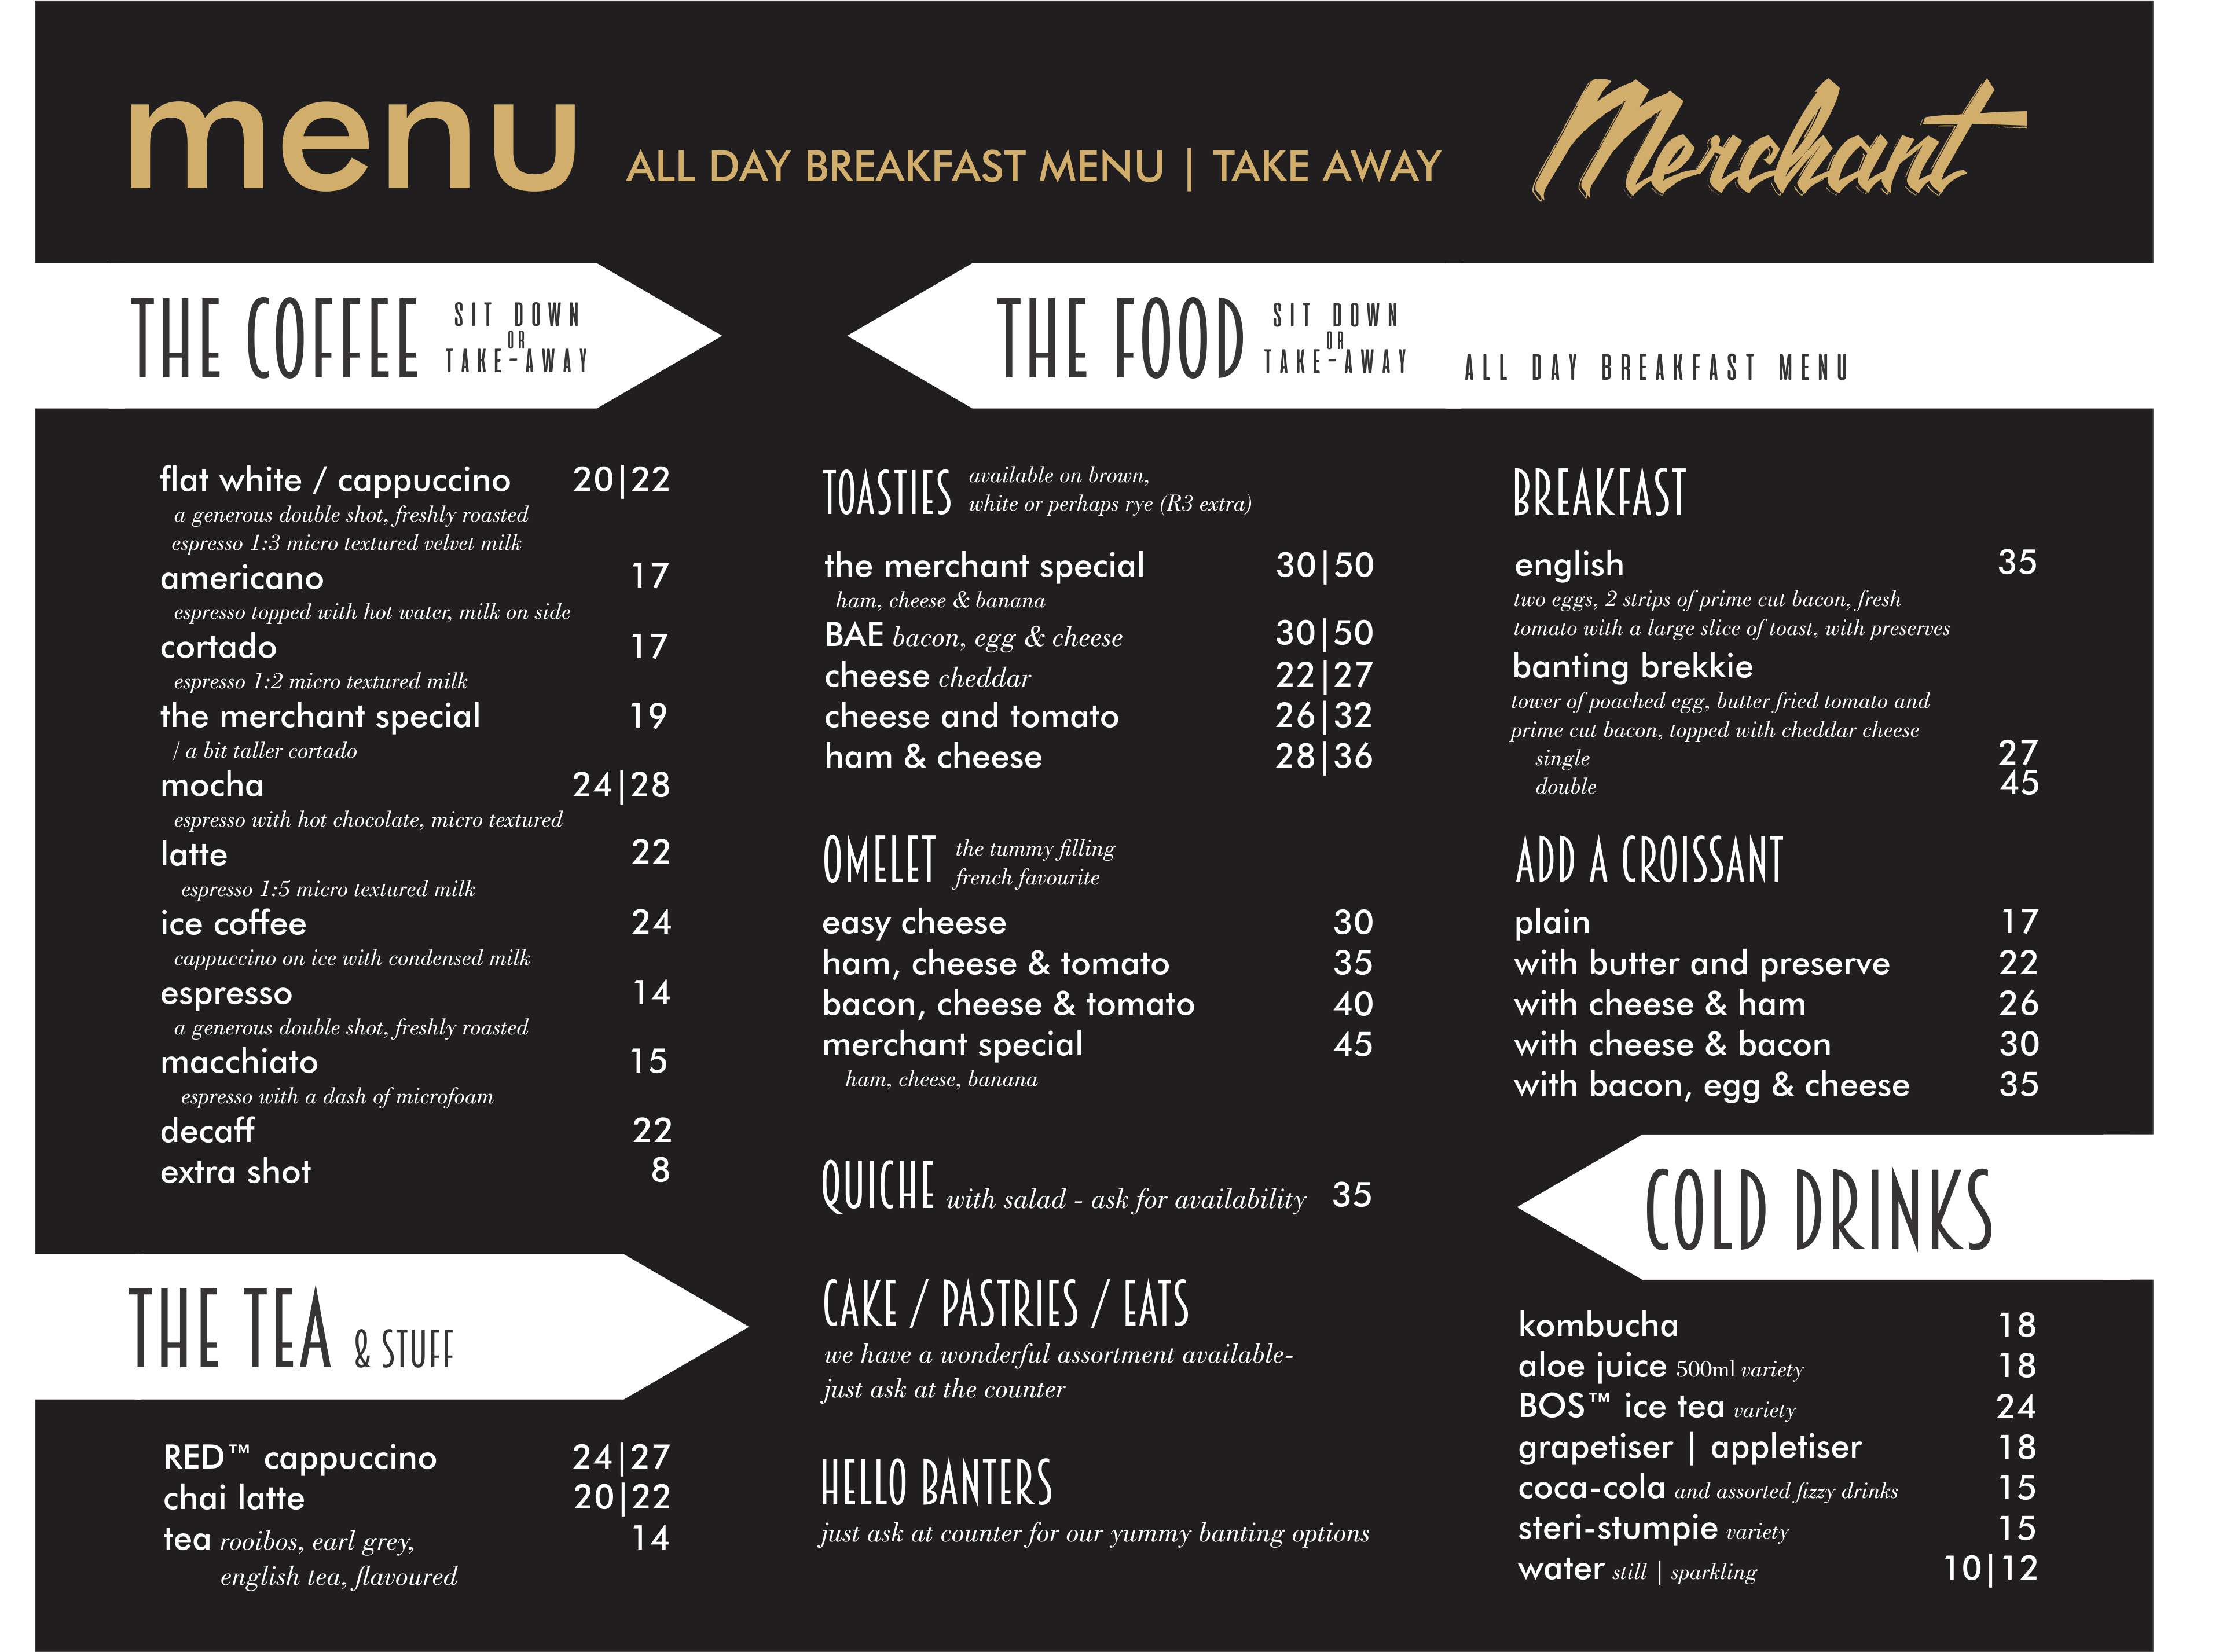 menu ALL DAY BREAKFAST MENU | TAKE AWAY
Merchant
THE COFFEE
SIT DOWN
OR
TAKE-AWAY
flat white / cappuccino 20|22
a generous double shot, freshly roasted
espresso 1:3 micro textured velvet milk
americano 17
espresso topped with hot water, milk on side
cortado 17
espresso 1:2 micro textured milk
the merchant special 19
/ a bit taller cortado
mocha 24|28
espresso with hot chocolate, micro textured
latte 22
espresso 1:5 micro textured milk
ice coffee 24
cappuccino on ice with condensed milk
espresso 14
a generous double shot, freshly roasted
macchiato 15
espresso with a dash of microfoam
decaff 22
extra shot 8
THE TEA & STUFF
RED™ cappuccino 24|27
chai latte 20|22
tea rooibos, earl grey, 14
english tea, flavoured
THE FOOD
SIT DOWN
OR
TAKE-AWAY
ALL DAY BREAKFAST MENU
TOASTIES available on brown,
white or perhaps rye (R3 extra)
the merchant special 30|50
ham, cheese & banana
BAE bacon, egg & cheese 30|50
cheese cheddar 22|27
cheese and tomato 26|32
ham & cheese 28|36
OMELET the tummy filling
french favourite
easy cheese 30
ham, cheese & tomato 35
bacon, cheese & tomato 40
merchant special 45
ham, cheese, banana
QUICHE with salad - ask for availability 35
CAKE / PASTRIES / EATS
we have a wonderful assortment available-
just ask at the counter
HELLO BANTERS
just ask at counter for our yummy banting options
BREAKFAST
english 35
two eggs, 2 strips of prime cut bacon, fresh
tomato with a large slice of toast, with preserves
banting brekkie
tower of poached egg, butter fried tomato and
prime cut bacon, topped with cheddar cheese
single 27
double 45
ADD A CROISSANT
plain 17
with butter and preserve 22
with cheese & ham 26
with cheese & bacon 30
with bacon, egg & cheese 35
COLD DRINKS
kombucha 18
aloe juice 500ml variety 18
BOS™ ice tea variety 24
grapetiser | appletiser 18
coca-cola and assorted fizzy drinks 15
steri-stumpie variety 15
water still | sparkling 10|12